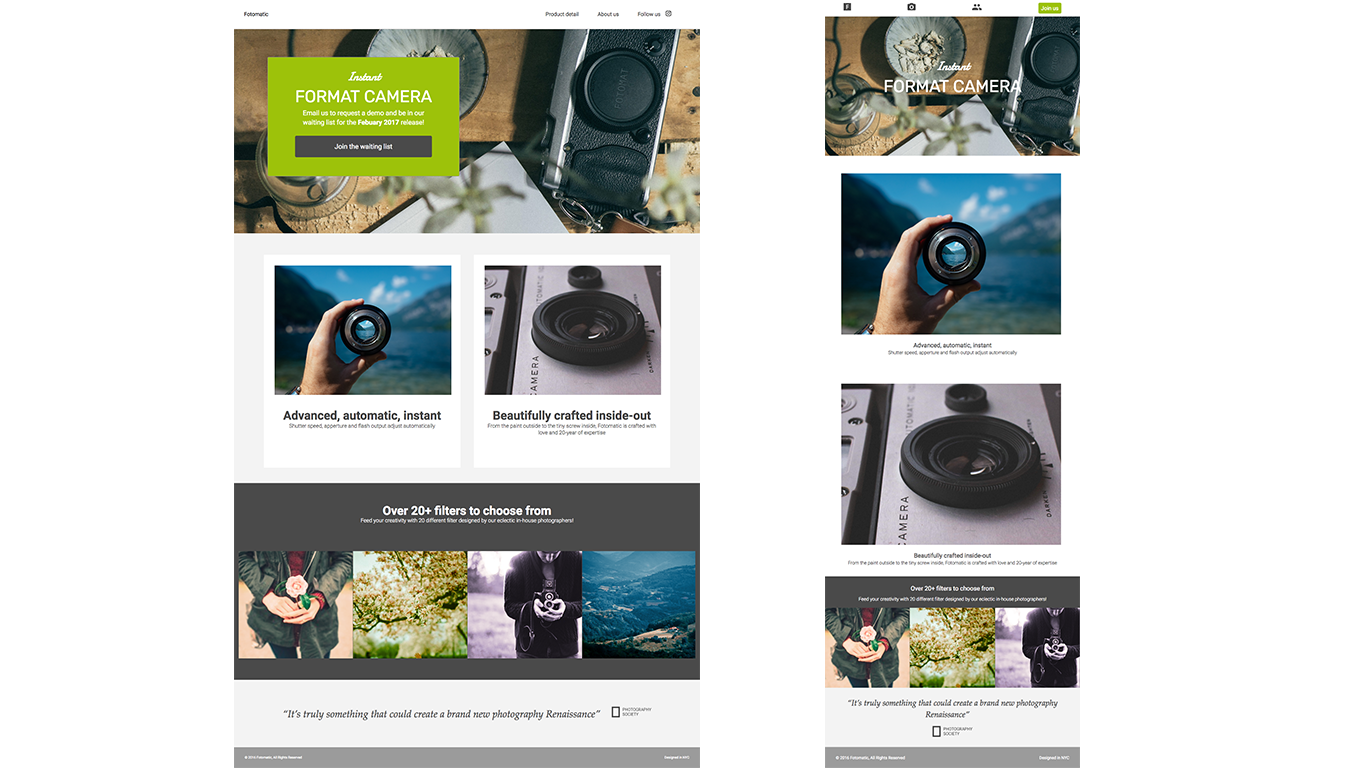 Fotomatic
Product detail
About us
Follow us
Instant
FORMAT CAMERA
Email us to request a demo and be in our
waiting list for the Febuary 2017 release!
Join the waiting list
FOTOMAT
Advanced, automatic, instant
Shutter speed, apperture and flash output adjust automatically
CAMERA
Beautifully crafted inside-out
From the paint outside to the tiny screw inside, Fotomatic is crafted with
love and 20-year of expertise
Over 20+ filters to choose from
Feed your creativity with 20 different filter designed by our eclectic in-house photographers!
“It’s truly something that could create a brand new photography Renaissance”
PHOTOGRAPHY
SOCIETY
© 2016 Fotomatic, All Rights Reserved
Designed in NYC
F
Join us
Instant
FORMAT CAMERA
Advanced, automatic, instant
Shutter speed, apperture and flash output adjust automatically
CAMERA
DARKEN
Beautifully crafted inside-out
From the paint outside to the tiny screw inside, Fotomatic is crafted with love and 20-year of expertise
Over 20+ filters to choose from
Feed your creativity with 20 different filter designed by our eclectic in-house photographers!
“It’s truly something that could create a brand new photography
Renaissance”
PHOTOGRAPHY
SOCIETY
© 2016 Fotomatic, All Rights Reserved
Designed in NYC